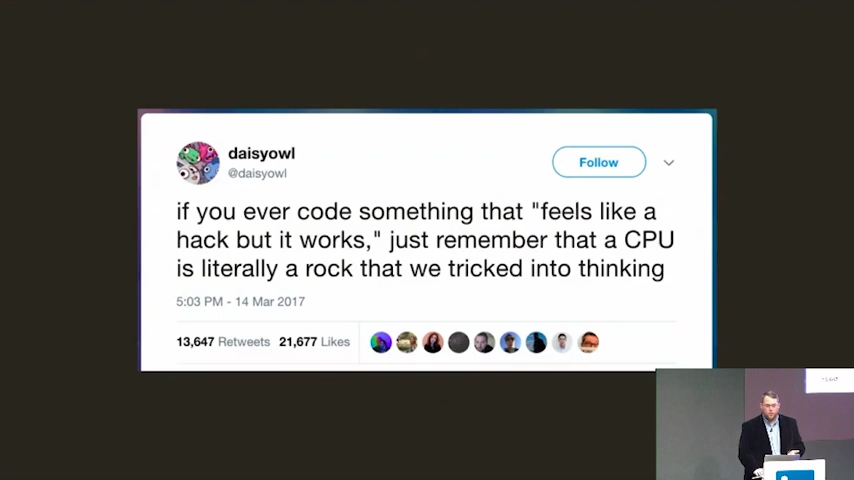 daisyowl
@daisyowl
Follow
if you ever code something that "feels like a
hack but it works," just remember that a CPU
is literally a rock that we tricked into thinking
5:03 PM - 14 Mar 2017
13,647 Retweets 21,677 Likes